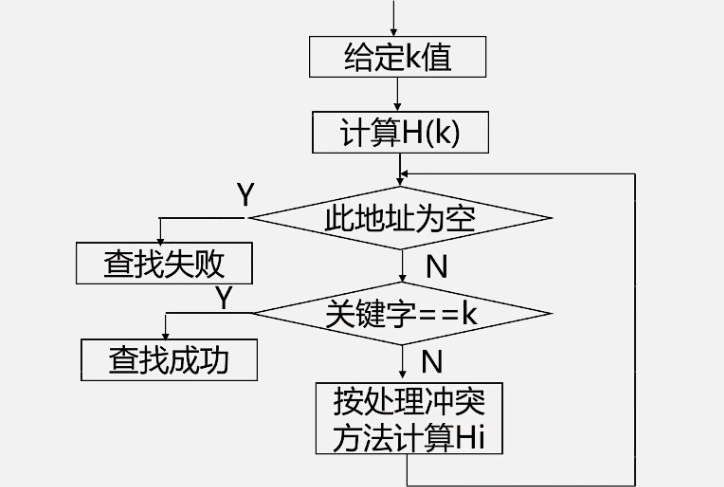 给定k值
计算H(k)
Y
此地址为空
查找失败
N
Y
关键字==k
查找成功
N
按处理冲突
方法计算Hi